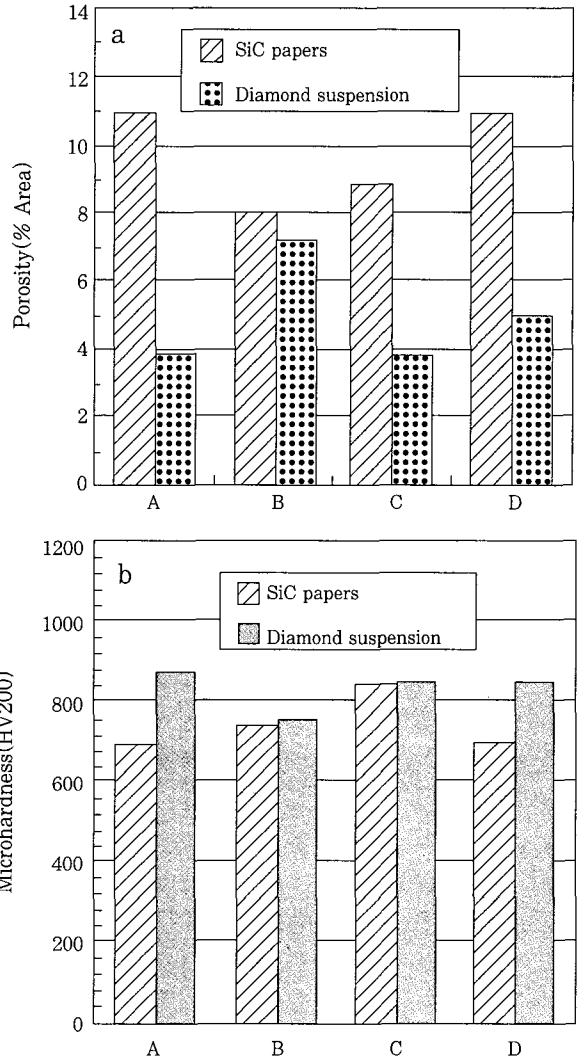 14
a
SiC papers
12
Diamond suspension
10
8
6
4
2
0
Porosity(% Area)
A B C D
1200
b
SiC papers
1000
Diamond suspension
800
600
400
200
0
Microhardness(HV200)
A B C D